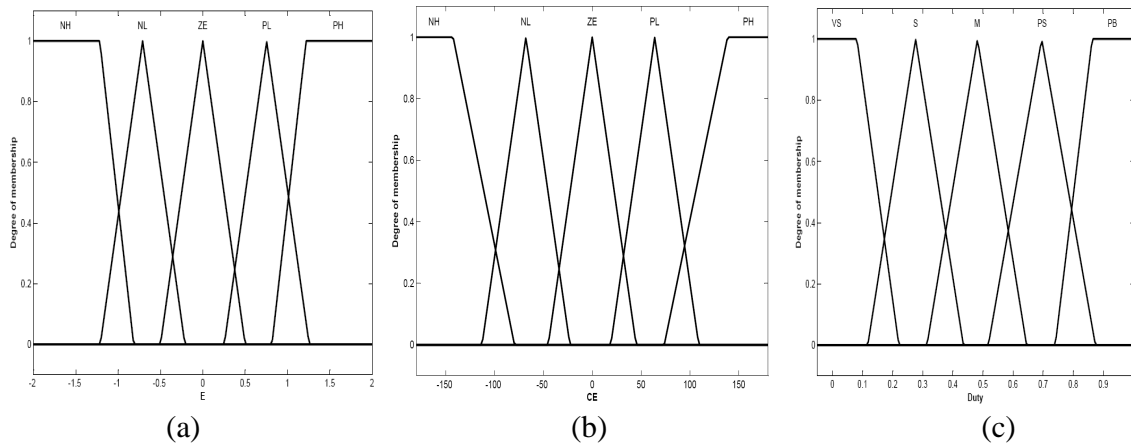 NH NL ZE PL PH
1
0.8
0.6
0.4
0.2
0
Degree of membership
-2 -1.5 -1 -0.5 0 0.5 1 1.5 2
E
(a)
NH NL ZE PL PH
1
0.8
0.6
0.4
0.2
0
Degree of membership
-150 -100 -50 0 50 100 150
CE
(b)
VS S M PS PB
1
0.8
0.6
0.4
0.2
0
Degree of membership
0 0.1 0.2 0.3 0.4 0.5 0.6 0.7 0.8 0.9
Duty
(c)